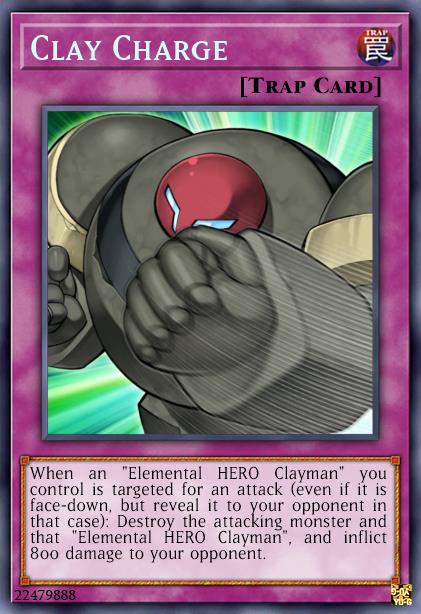 CLAY CHARGE
TRAP
罠
[TRAP CARD]
When an "Elemental HERO Clayman" you
control is targeted for an attack (even if it is
face-down, but reveal it to your opponent in
that case): Destroy the attacking monster and
that "Elemental HERO Clayman", and inflict
800 damage to your opponent.
22479888